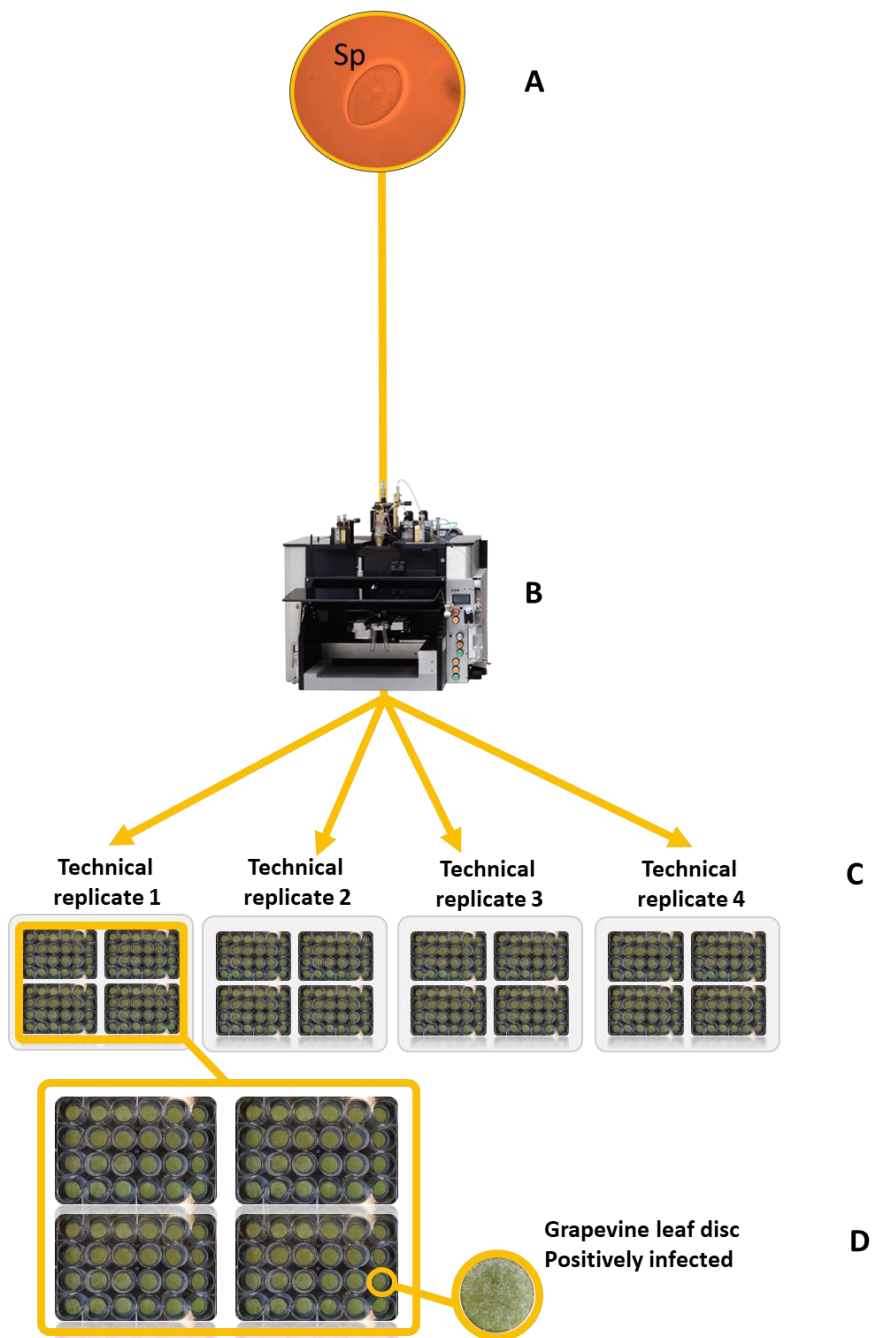 Sp
A
B
Technical
replicate 1
Technical
replicate 2
Technical
replicate 3
Technical
replicate 4
C
Grapevine leaf disc
Positively infected
D